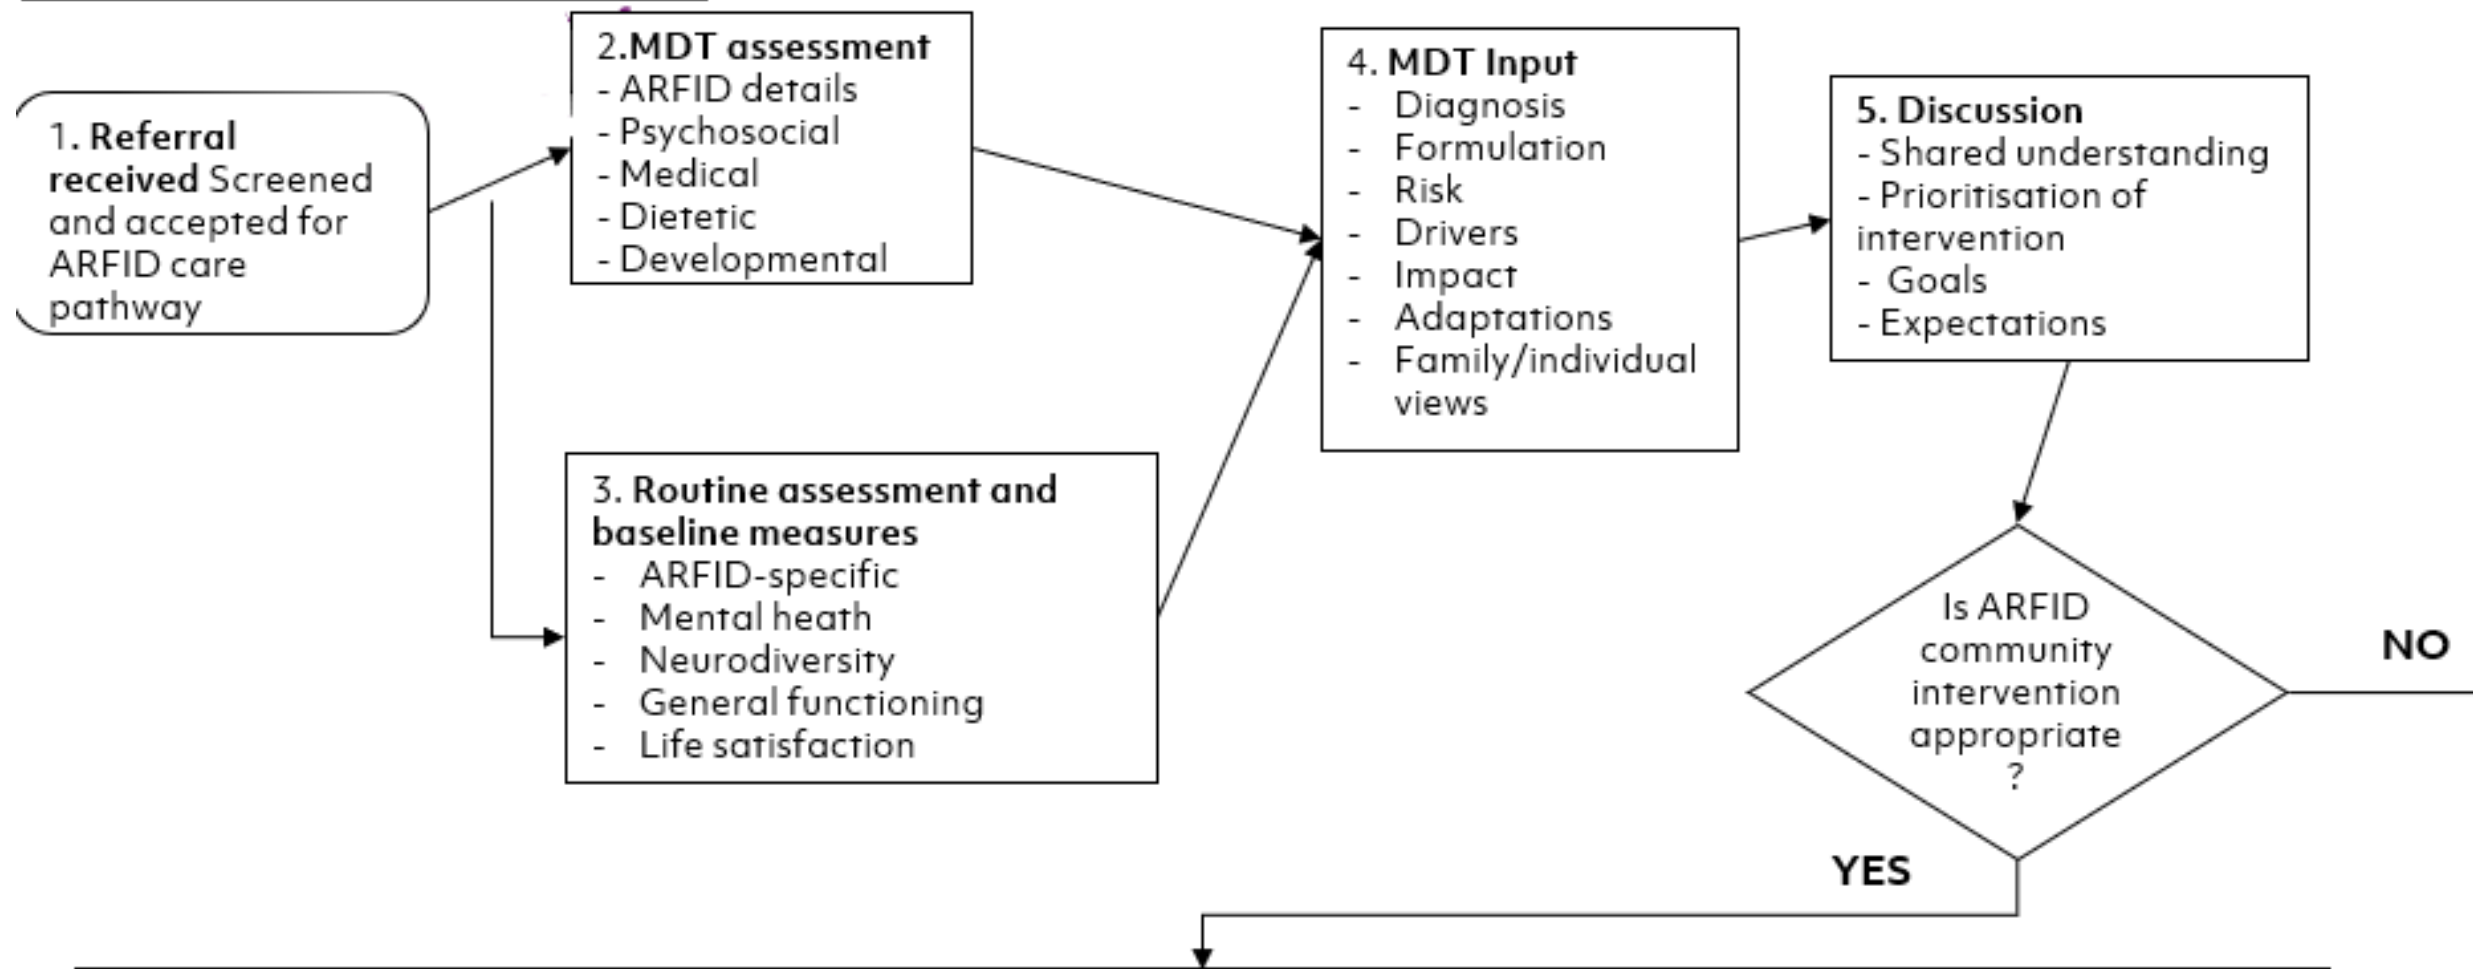 1. Referral
received Screened
and accepted for
ARFID care
pathway
2.MDT assessment
- ARFID details
- Psychosocial
- Medical
- Dietetic
- Developmental
3. Routine assessment and
baseline measures
- ARFID-specific
- Mental heath
- Neurodiversity
- General functioning
- Life satisfaction
4. MDT Input
- Diagnosis
- Formulation
- Risk
- Drivers
- Impact
- Adaptations
- Family/individual
views
5. Discussion
- Shared understanding
- Prioritisation of
intervention
- Goals
- Expectations
Is ARFID
community
intervention
appropriate
?
NO
YES